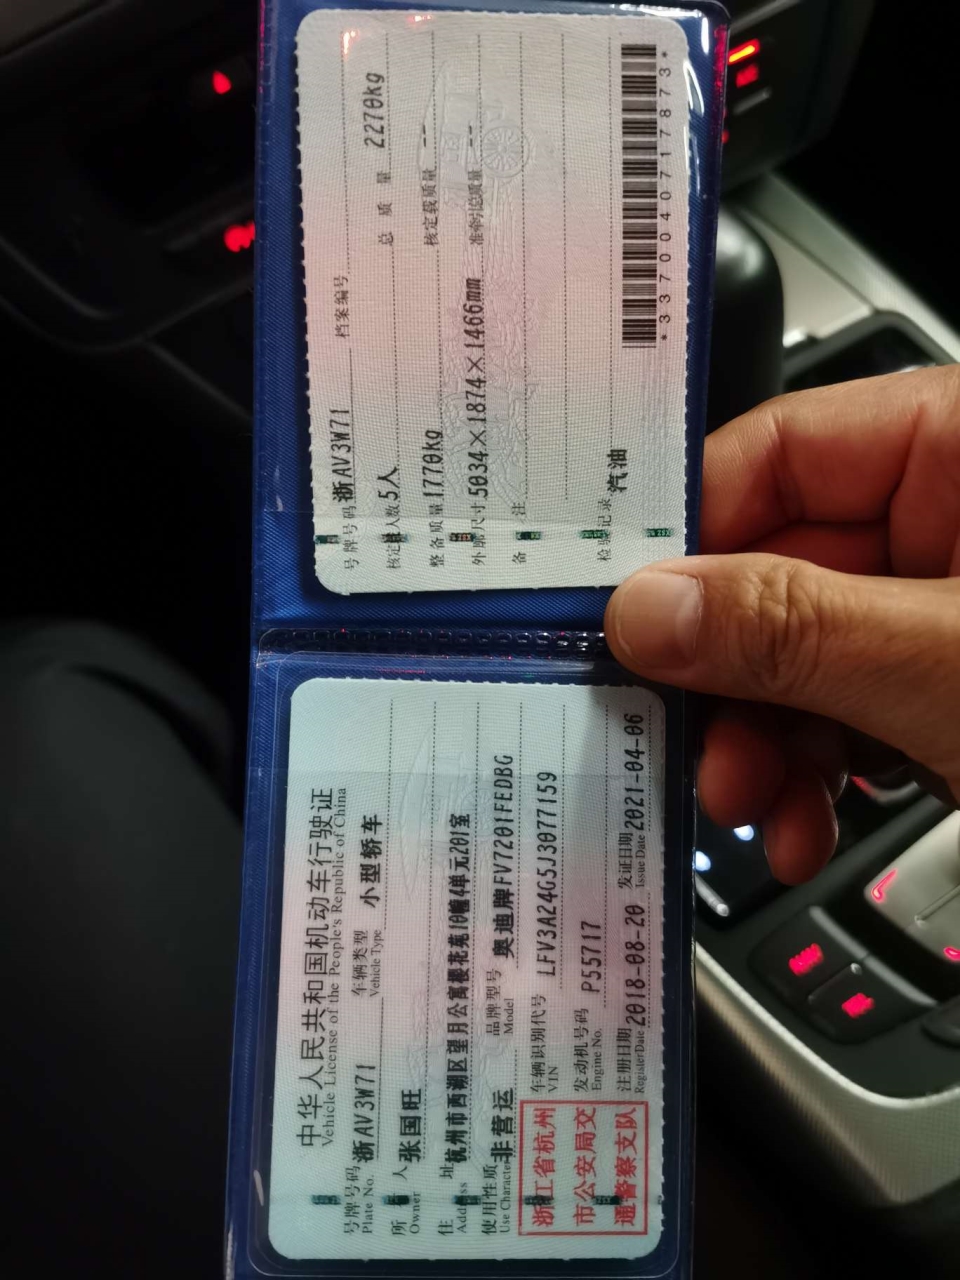 中华人民共和国机动车行驶证
Vehicle License of the People's Republic of China
号牌号码 浙AV3W71 车辆类型 小型轿车
Plate No. Vehicle Type
所 人 张国旺
Owner
住 址 杭州市西湖区望月公寓樱花苑10幢4单元201室
Address
使用性质 非营运 品牌型号 奥迪牌FV7201FEDBG
Use Character Model
浙江省杭州
市公安局交
通警察支队
车辆识别代号 LFV3A24G5J3077159
VIN
发动机号码 P55717
Engine No.
注册日期 2018-08-20 发证日期 2021-04-06
Register Date Issue Date
号牌号码 浙AV3W71 档案编号
核定载人数 5人 总质量 2270kg
整备质量 1770kg 核定载质量 --
外廓尺寸 5034×1874×1466mm 准牵引总质量 --
备 注
检验记录 汽油
*3370040717873*